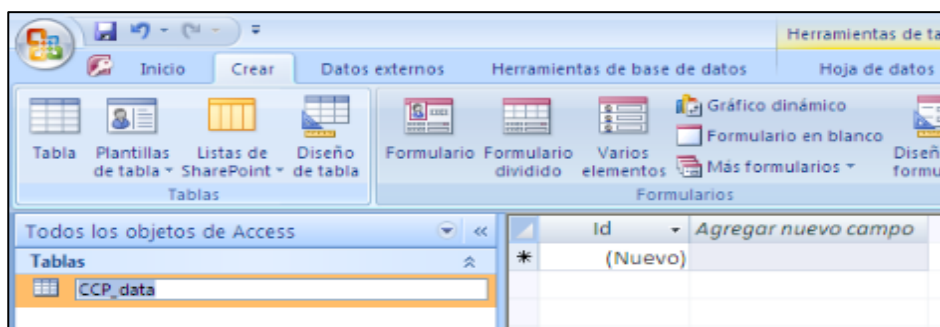 Herramientas de ta
Inicio Crear Datos externos Herramientas de base de datos Hoja de datos
Tabla
Plantillas
de tabla
Listas de
SharePoint
Diseño
de tabla
Tablas
Formulario
Formulario
dividido
Varios
elementos
Gráfico dinámico
Formulario en blanco
Más formularios
Diseñ
formu
Formularios
Todos los objetos de Access
Tablas
CCP_data
Id Agregar nuevo campo
* (Nuevo)